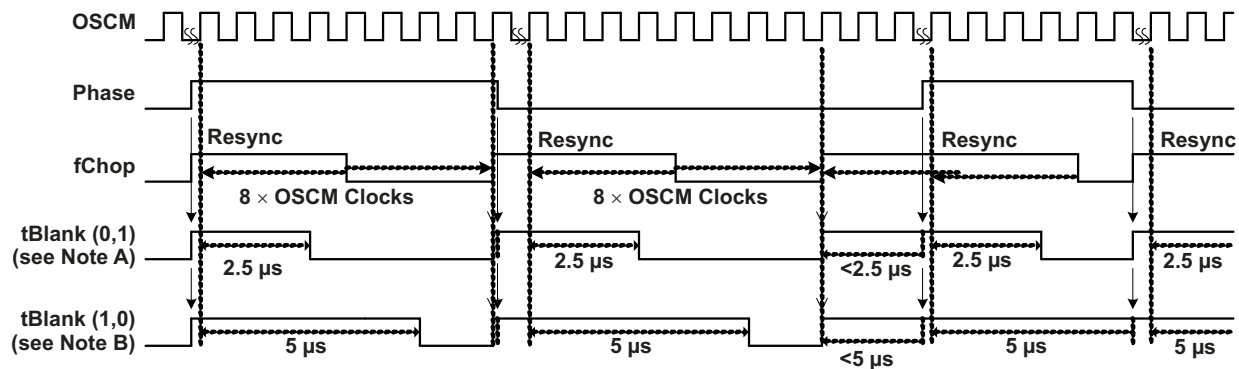 OSCM
Phase
Resync Resync Resync Resync
fChop
8 × OSCM Clocks 8 × OSCM Clocks
tBlank (0,1)
(see Note A)
2.5 µs 2.5 µs <2.5 µs 2.5 µs 2.5 µs
tBlank (1,0)
(see Note B)
5 µs 5 µs <5 µs 5 µs 5 µs